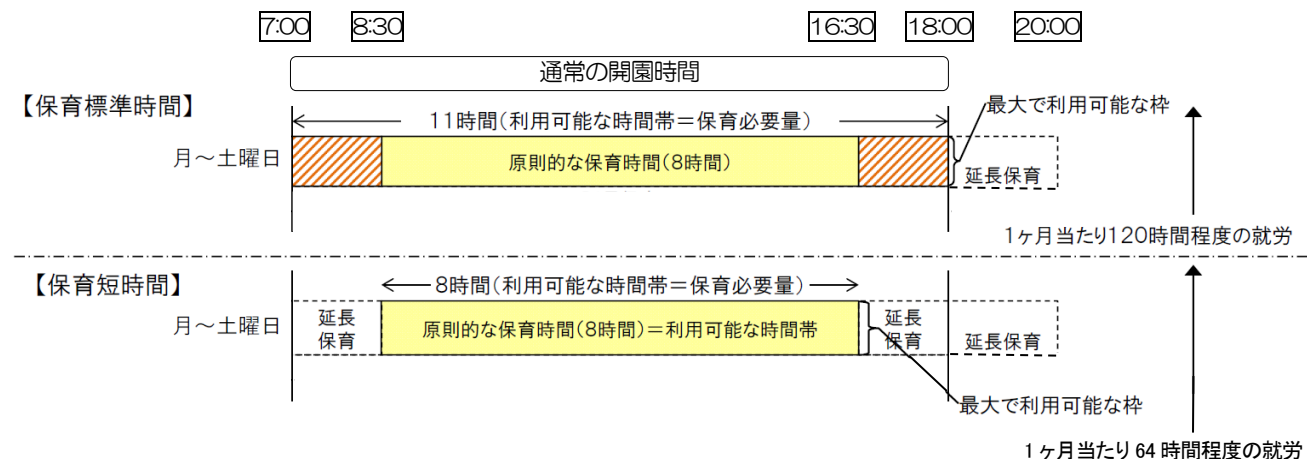 7:00 8:30 16:30 18:00 20:00
通常の開園時間
【保育標準時間】
11時間(利用可能な時間帯=保育必要量)
最大で利用可能な枠
月~土曜日
原則的な保育時間(8時間)
延長保育
1ヶ月当たり120時間程度の就労
【保育短時間】
8時間(利用可能な時間帯=保育必要量)
月~土曜日
延長
保育
原則的な保育時間(8時間)=利用可能な時間帯
延長
保育
延長保育
最大で利用可能な枠
1ヶ月当たり64時間程度の就労